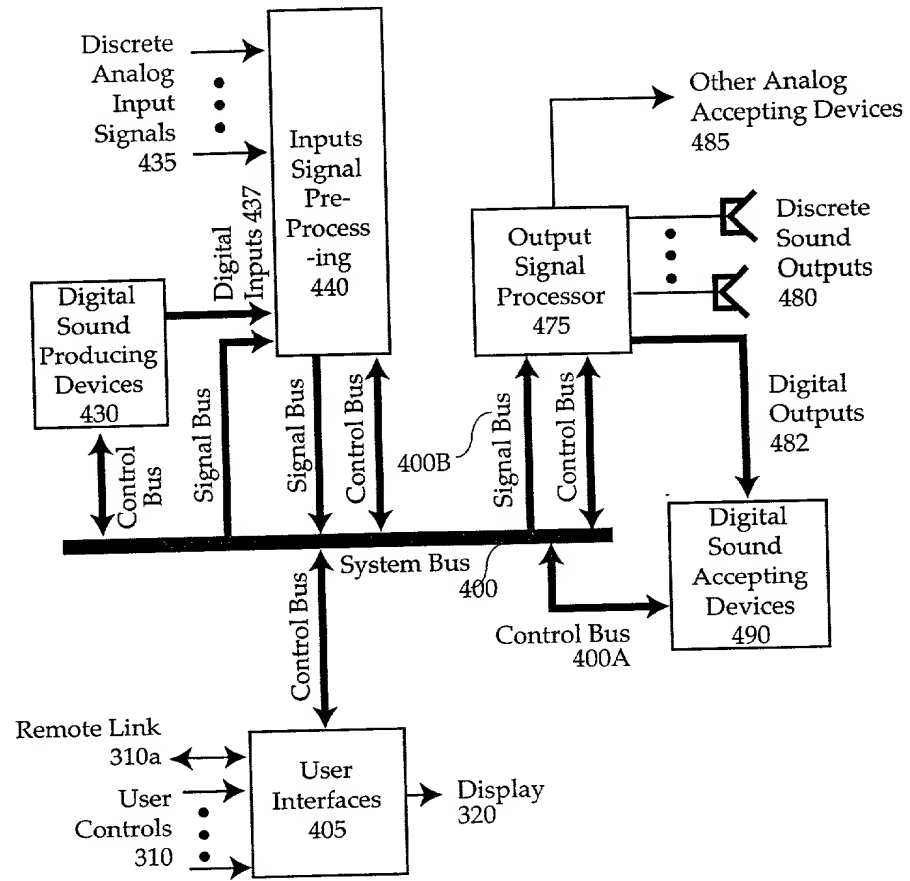 Discrete
Analog
Input
Signals
435
Inputs
Signal
Pre-
Process
-ing
440
Other Analog
Accepting Devices
485
Digital
Inputs 437
Output
Signal
Processor
475
Discrete
Sound
Outputs
480
Digital
Sound
Producing
Devices
430
Control
Bus
Signal Bus
Signal Bus
Control Bus
400B
Signal Bus
Control Bus
Digital
Outputs
482
System Bus
400
Digital
Sound
Accepting
Devices
490
Control Bus
400A
Control Bus
Remote Link
310a
User
Controls
310
User
Interfaces
405
Display
320